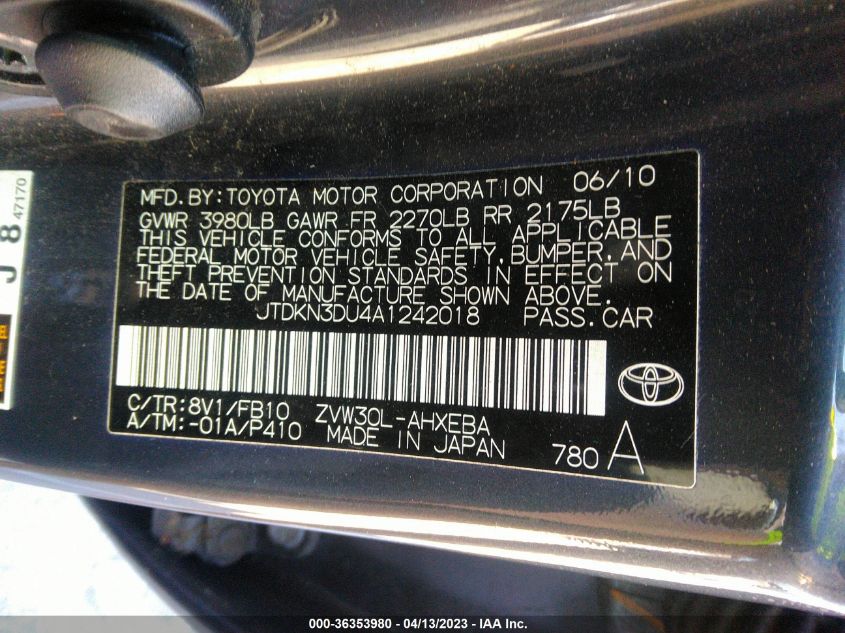 MFD. BY: TOYOTA MOTOR CORPORATION 06/10
GVWR 3980LB GAWR FR 2270LB RR 2175LB
THIS VEHICLE CONFORMS TO ALL APPLICABLE
FEDERAL MOTOR VEHICLE SAFETY, BUMPER, AND
THEFT PREVENTION STANDARDS IN EFFECT ON
THE DATE OF MANUFACTURE SHOWN ABOVE.
JTDKN3DU4A1242018 PASS. CAR
C/TR: 8V1/FB10 ZVW30L-AHXEBA
A/TM: -01A/P410 MADE IN JAPAN 780 A
J 8
47170
000-36353980 - 04/13/2023 - IAA Inc.